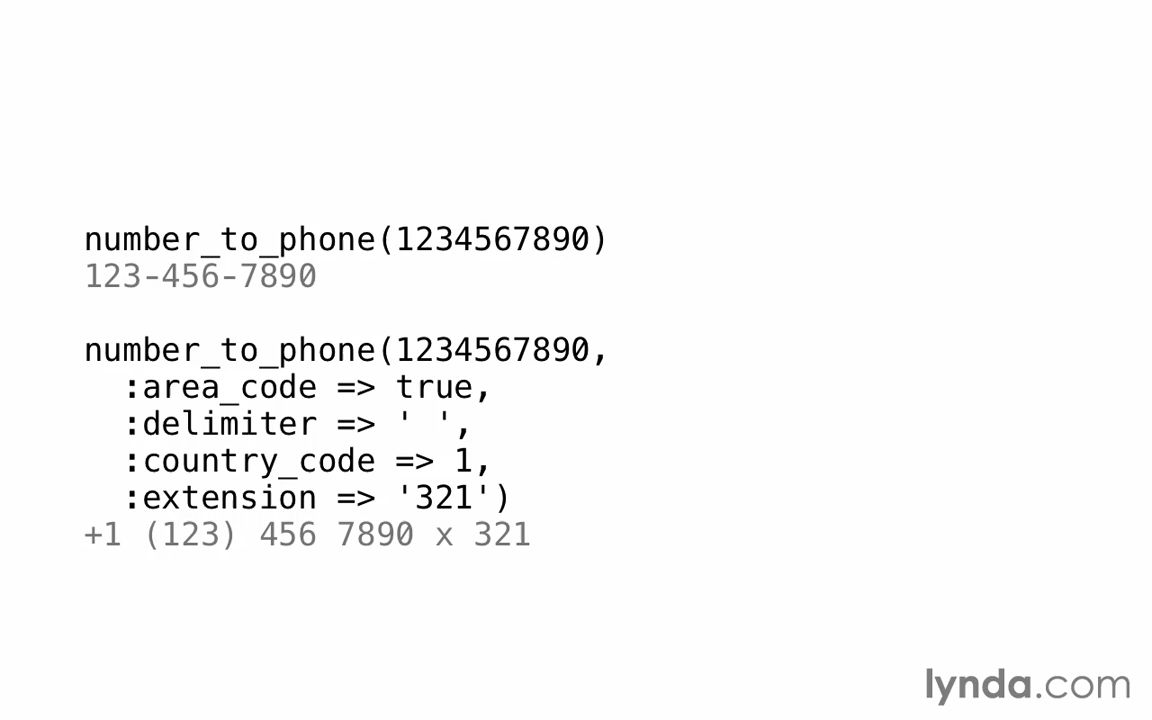 number_to_phone(1234567890)
123-456-7890
number_to_phone(1234567890,
:area_code => true,
:delimiter => ' ',
:country_code => 1,
:extension => '321')
+1 (123) 456 7890 x 321
lynda.com